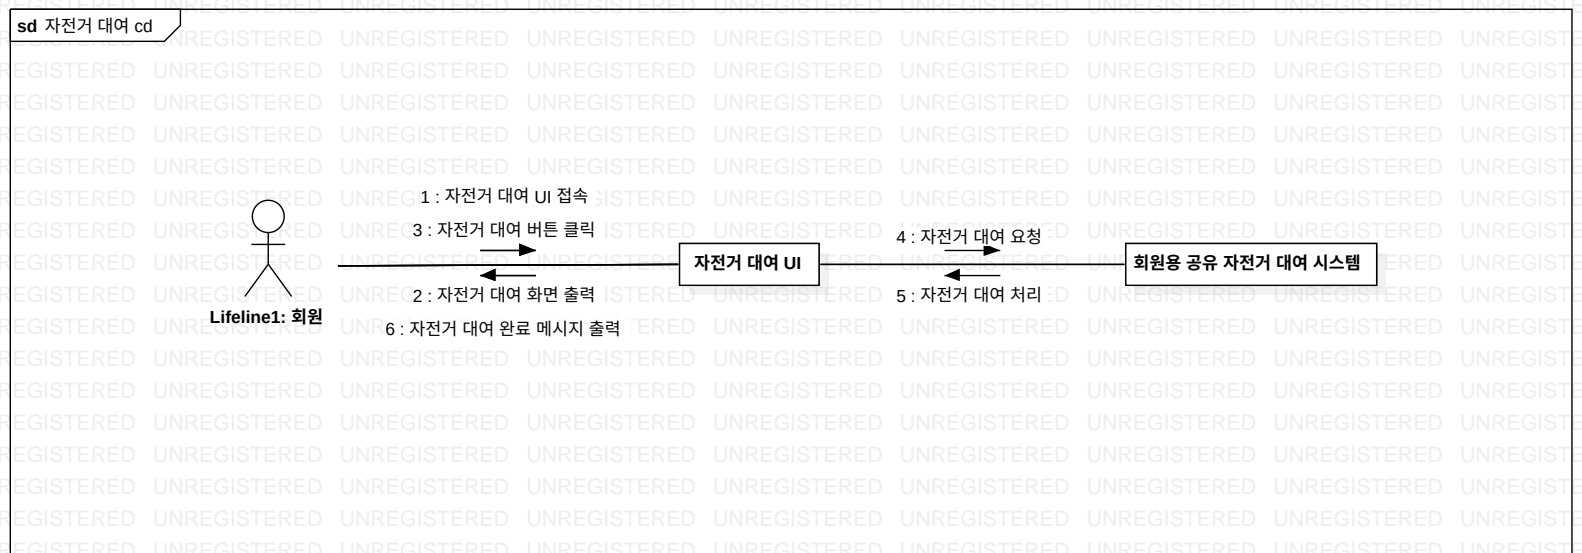 sd 자전거 대여 cd
1 : 자전거 대여 UI 접속
3 : 자전거 대여 버튼 클릭
2 : 자전거 대여 화면 출력
6 : 자전거 대여 완료 메시지 출력
Lifeline1: 회원
자전거 대여 UI
4 : 자전거 대여 요청
5 : 자전거 대여 처리
회원용 공유 자전거 대여 시스템
UNREGISTERED